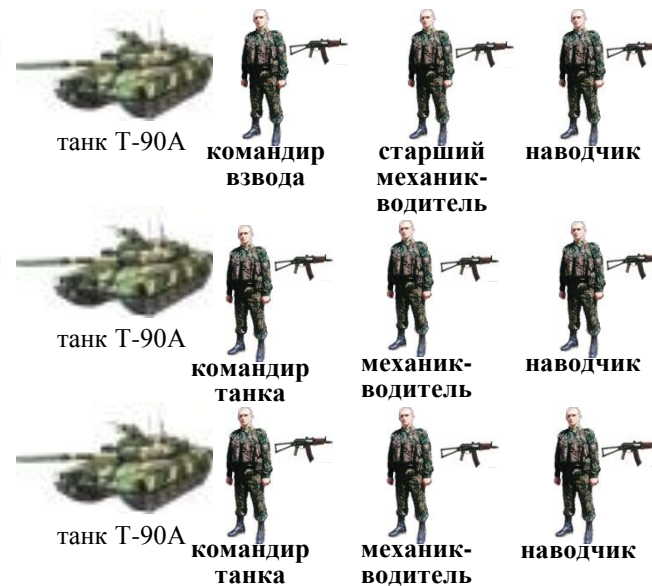 танк Т-90А
командир
взвода
старший
механик-
водитель
наводчик
танк Т-90А
командир
танка
механик-
водитель
наводчик
танк Т-90А
командир
танка
механик-
водитель
наводчик